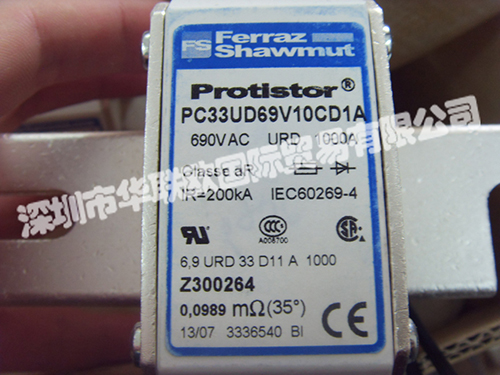 FS Ferraz
Shawmut
Protistor®
PC33UD69V10CD1A
690VAC URD 1000A
Classe aR
IR=200kA IEC60269-4
深圳市华联欧国际贸易有限公司
A008700
6,9 URD 33 D11 A 1000
Z300264
0,0989 mΩ(35°)
13/07 3336540 BI